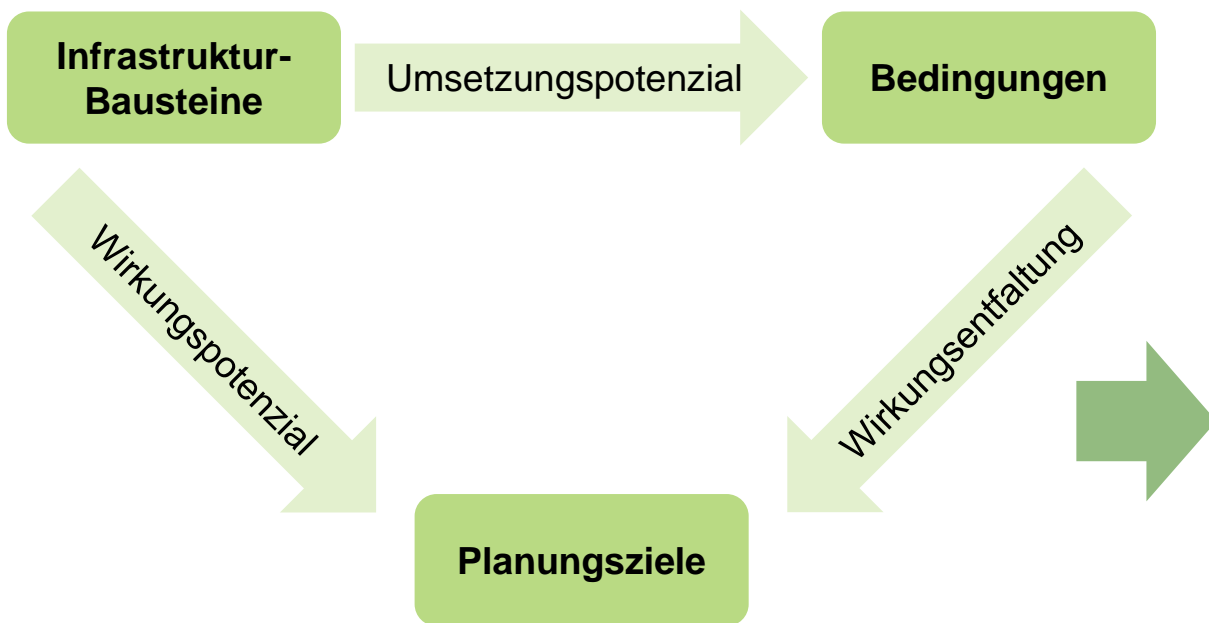 Infrastruktur-
Bausteine
Umsetzungspotenzial
Bedingungen
Wirkungspotenzial
Wirkungsentfaltung
Planungsziele